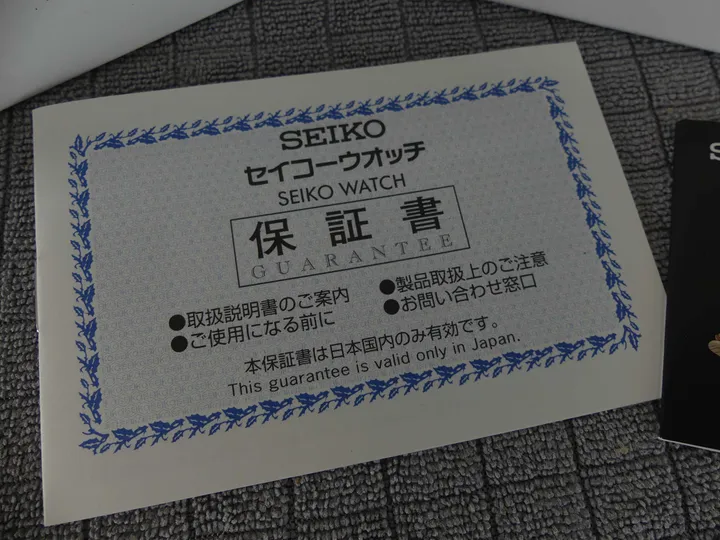 SEIKO
セイコーウオッチ
SEIKO WATCH
保証書
GUARANTEE
●取扱説明書のご案内
●ご使用になる前に
●製品取扱上のご注意
●お問い合わせ窓口
本保証書は日本国内のみ有効です。
This guarantee is valid only in Japan.
S